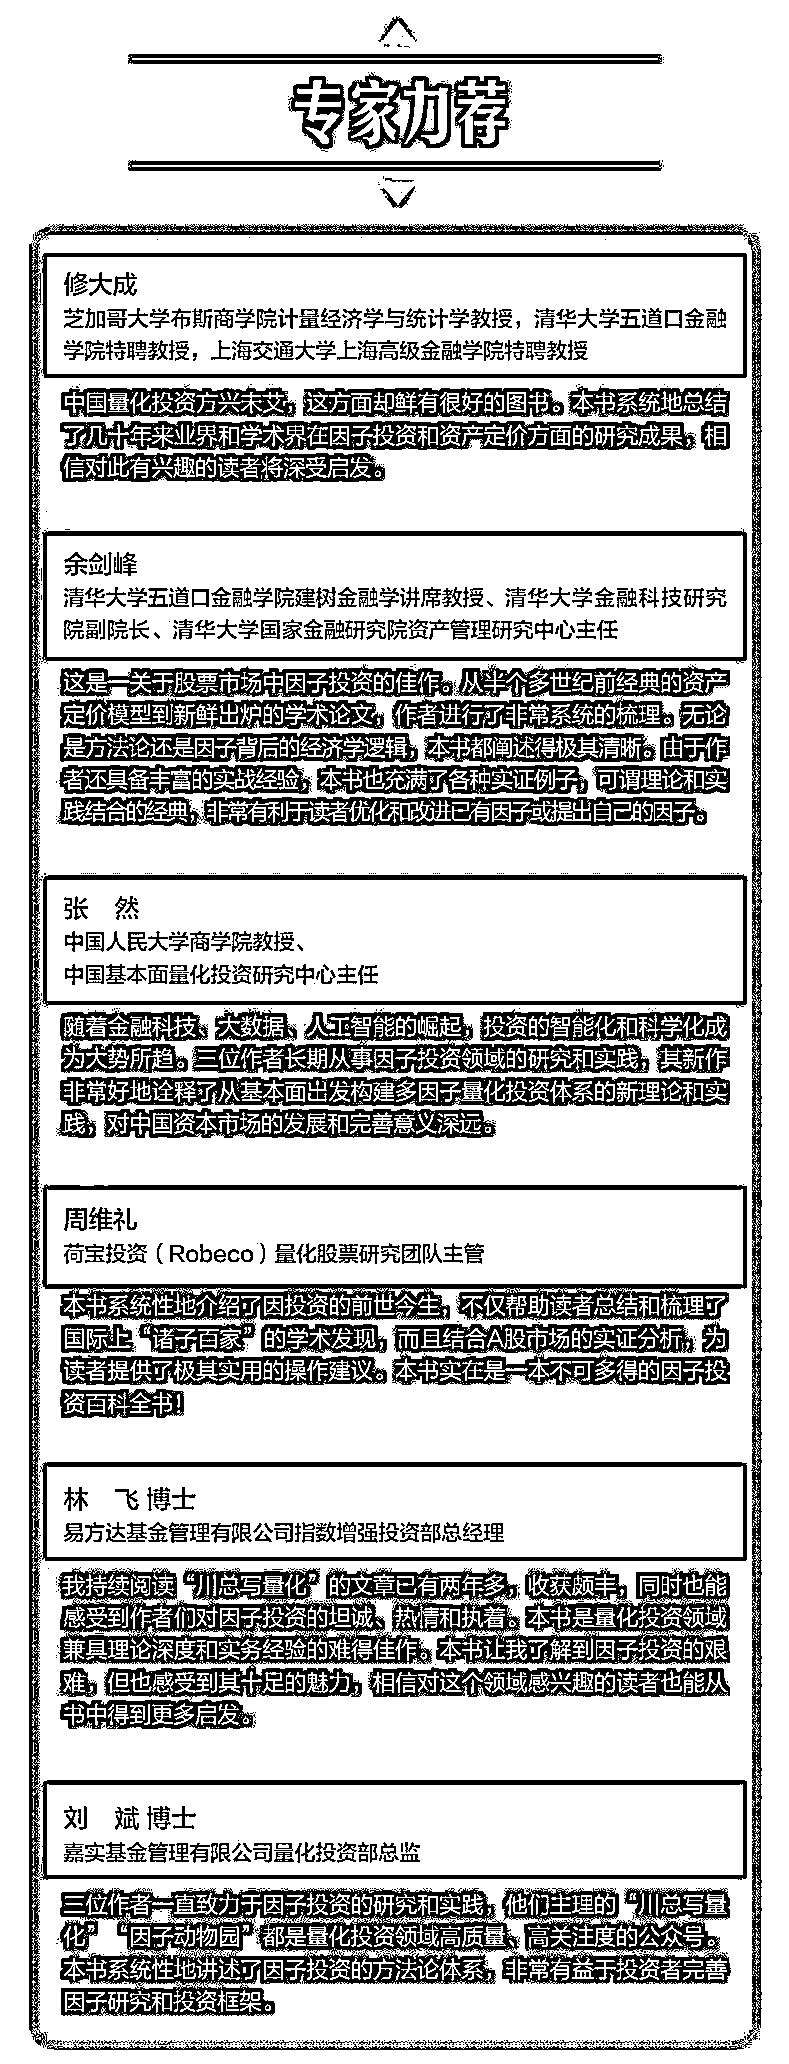 专家力荐
修大成
芝加哥大学布斯商学院计量经济学与统计学教授，清华大学五道口金融
学院特聘教授，上海交通大学上海高级金融学院特聘教授
中国量化投资方兴未艾，这方面却鲜有很好的图书。本书系统地总结
了几十年来业界和学术界在因子投资和资产定价方面的研究成果，相
信对此有兴趣的读者将深受启发。
余剑峰
清华大学五道口金融学院建树金融学讲席教授、清华大学金融科技研究
院副院长、清华大学国家金融研究院资产管理研究中心主任
这是一关于股票市场中因子投资的佳作。从半个多世纪前经典的资产
定价模型到新鲜出炉的学术论文，作者进行了非常系统的梳理。无论
是方法论还是因子背后的经济学逻辑，本书都阐述得极其清晰。由于作
者还具备丰富的实战经验，本书也充满了各种实证例子，可谓理论和实
践结合的经典，非常有利于读者优化和改进已有因子或提出自己的因子。
张　然
中国人民大学商学院教授、
中国基本面量化投资研究中心主任
随着金融科技、大数据、人工智能的崛起，投资的智能化和科学化成
为大势所趋。三位作者长期从事因子投资领域的研究和实践，其新作
非常好地诠释了从基本面出发构建多因子量化投资体系的新理论和实
践，对中国资本市场的发展和完善意义深远。
周维礼
荷宝投资（Robeco）量化股票研究团队主管
本书系统性地介绍了因投资的前世今生，不仅帮助读者总结和梳理了
国际上“诸子百家”的学术发现，而且结合A股市场的实证分析，为
读者提供了极其实用的操作建议。本书实在是一本不可多得的因子投
资百科全书！
林　飞 博士
易方达基金管理有限公司指数增强投资部总经理
我持续阅读“川总写量化”的文章已有两年多，收获颇丰，同时也能
感受到作者们对因子投资的坦诚、热情和执着。本书是量化投资领域
兼具理论深度和实务经验的难得佳作。本书让我了解到因子投资的艰
难，但也感受到其十足的魅力，相信对这个领域感兴趣的读者也能从
书中得到更多启发。
刘　斌 博士
嘉实基金管理有限公司量化投资部总监
三位作者一直致力于因子投资的研究和实践，他们主理的“川总写量
化”“因子动物园”都是量化投资领域高质量、高关注度的公众号。
本书系统性地讲述了因子投资的方法论体系，非常有益于投资者完善
因子研究和投资框架。